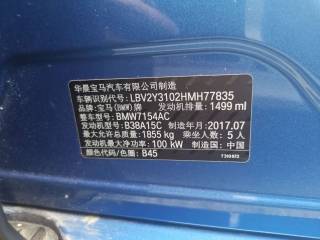 华晨宝马汽车有限公司制造
车辆识别代号: LBV2Y3102HMH77835
品牌: 宝马(BMW) 发动机排量: 1499 ml
整车型号: BMW7154AC
发动机型号: B38A15C 制造年月: 2017.07
最大允许总质量: 1855 kg 乘坐人数: 5 人
发动机最大净功率: 100 kW 制造国: 中国
颜色代码/色圈: B45